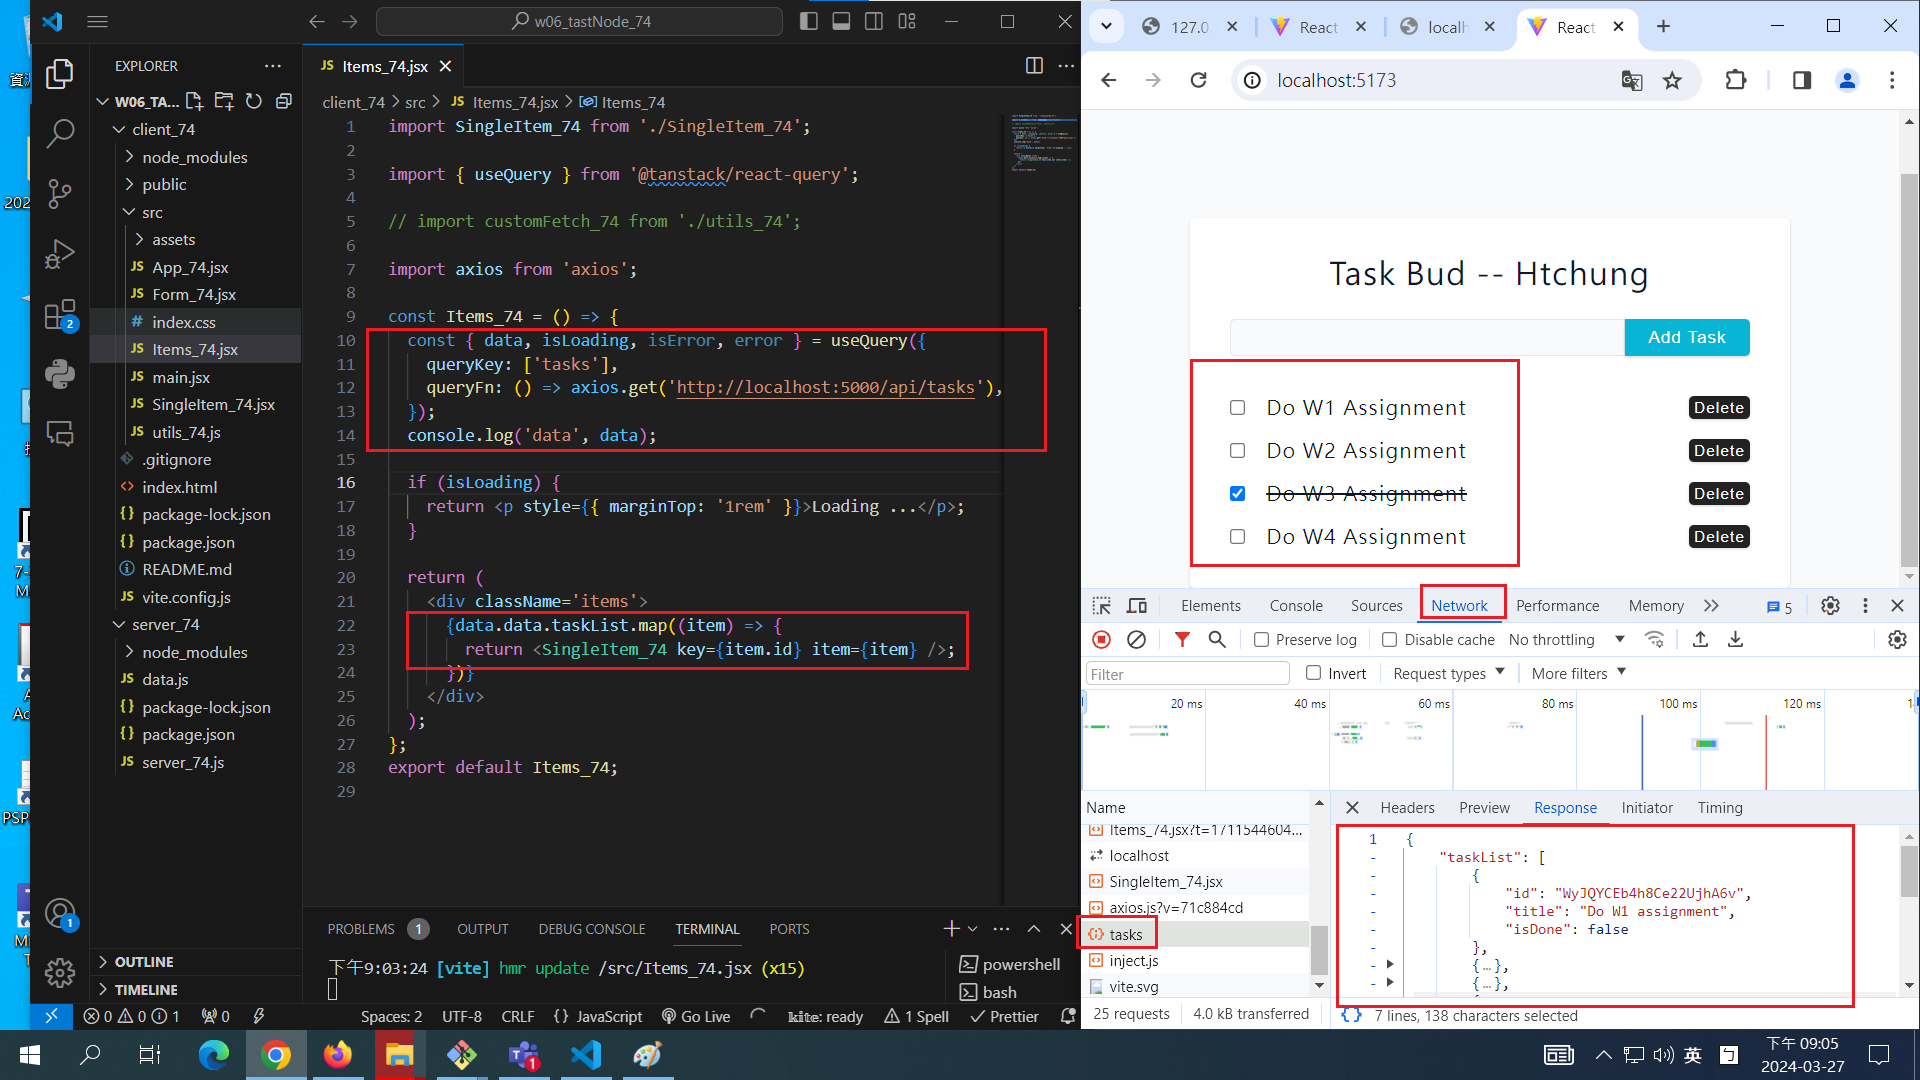 w06_tastNode_74
EXPLORER
W06_TA...
client_74
node_modules
public
src
assets
App_74.jsx
Form_74.jsx
index.css
Items_74.jsx
main.jsx
SingleItem_74.jsx
utils_74.js
.gitignore
index.html
package-lock.json
package.json
README.md
vite.config.js
server_74
node_modules
data.js
package-lock.json
package.json
server_74.js
OUTLINE
TIMELINE
Items_74.jsx
client_74 > src > JS Items_74.jsx > Items_74
1 import SingleItem_74 from './SingleItem_74';
2
3 import { useQuery } from '@tanstack/react-query';
4
5 // import customFetch_74 from './utils_74';
6
7 import axios from 'axios';
8
9 const Items_74 = () => {
10 const { data, isLoading, isError, error } = useQuery({
11 queryKey: ['tasks'],
12 queryFn: () => axios.get('http://localhost:5000/api/tasks'),
13 });
14 console.log('data', data);
15
16 if (isLoading) {
17 return <p style={{ marginTop: '1rem' }}>Loading ...</p>;
18 }
19
20 return (
21 <div className='items'>
22 {data.data.taskList.map((item) => {
23 return <SingleItem_74 key={item.id} item={item} />;
24 })}
25 </div>
26 );
27 };
28 export default Items_74;
29
PROBLEMS 1 OUTPUT DEBUG CONSOLE TERMINAL PORTS
下午9:03:24 [vite] hmr update /src/Items_74.jsx (x15)
powershell
bash
0 0 1 0 Spaces: 2 UTF-8 CRLF {} JavaScript Go Live kite: ready 1 Spell Prettier
127.0 React localh React
localhost:5173
Task Bud -- Htchung
Add Task
Do W1 Assignment Delete
Do W2 Assignment Delete
Do W3 Assignment Delete
Do W4 Assignment Delete
Elements Console Sources Network Performance Memory 5
Preserve log Disable cache No throttling
Filter Invert Request types More filters
20 ms 40 ms 60 ms 80 ms 100 ms 120 ms
Name
Items_74.jsx?t=1711544604...
localhost
SingleItem_74.jsx
axios.js?v=71c884cd
tasks
inject.js
vite.svg
25 requests 4.0 kB transferred
Headers Preview Response Initiator Timing
1 {
"taskList": [
{
"id": "WyJQYCEb4h8Ce22UjhA6v",
"title": "Do W1 assignment",
"isDone": false
},
{…},
{…},
{} 7 lines, 138 characters selected
英
下午 09:05
2024-03-27